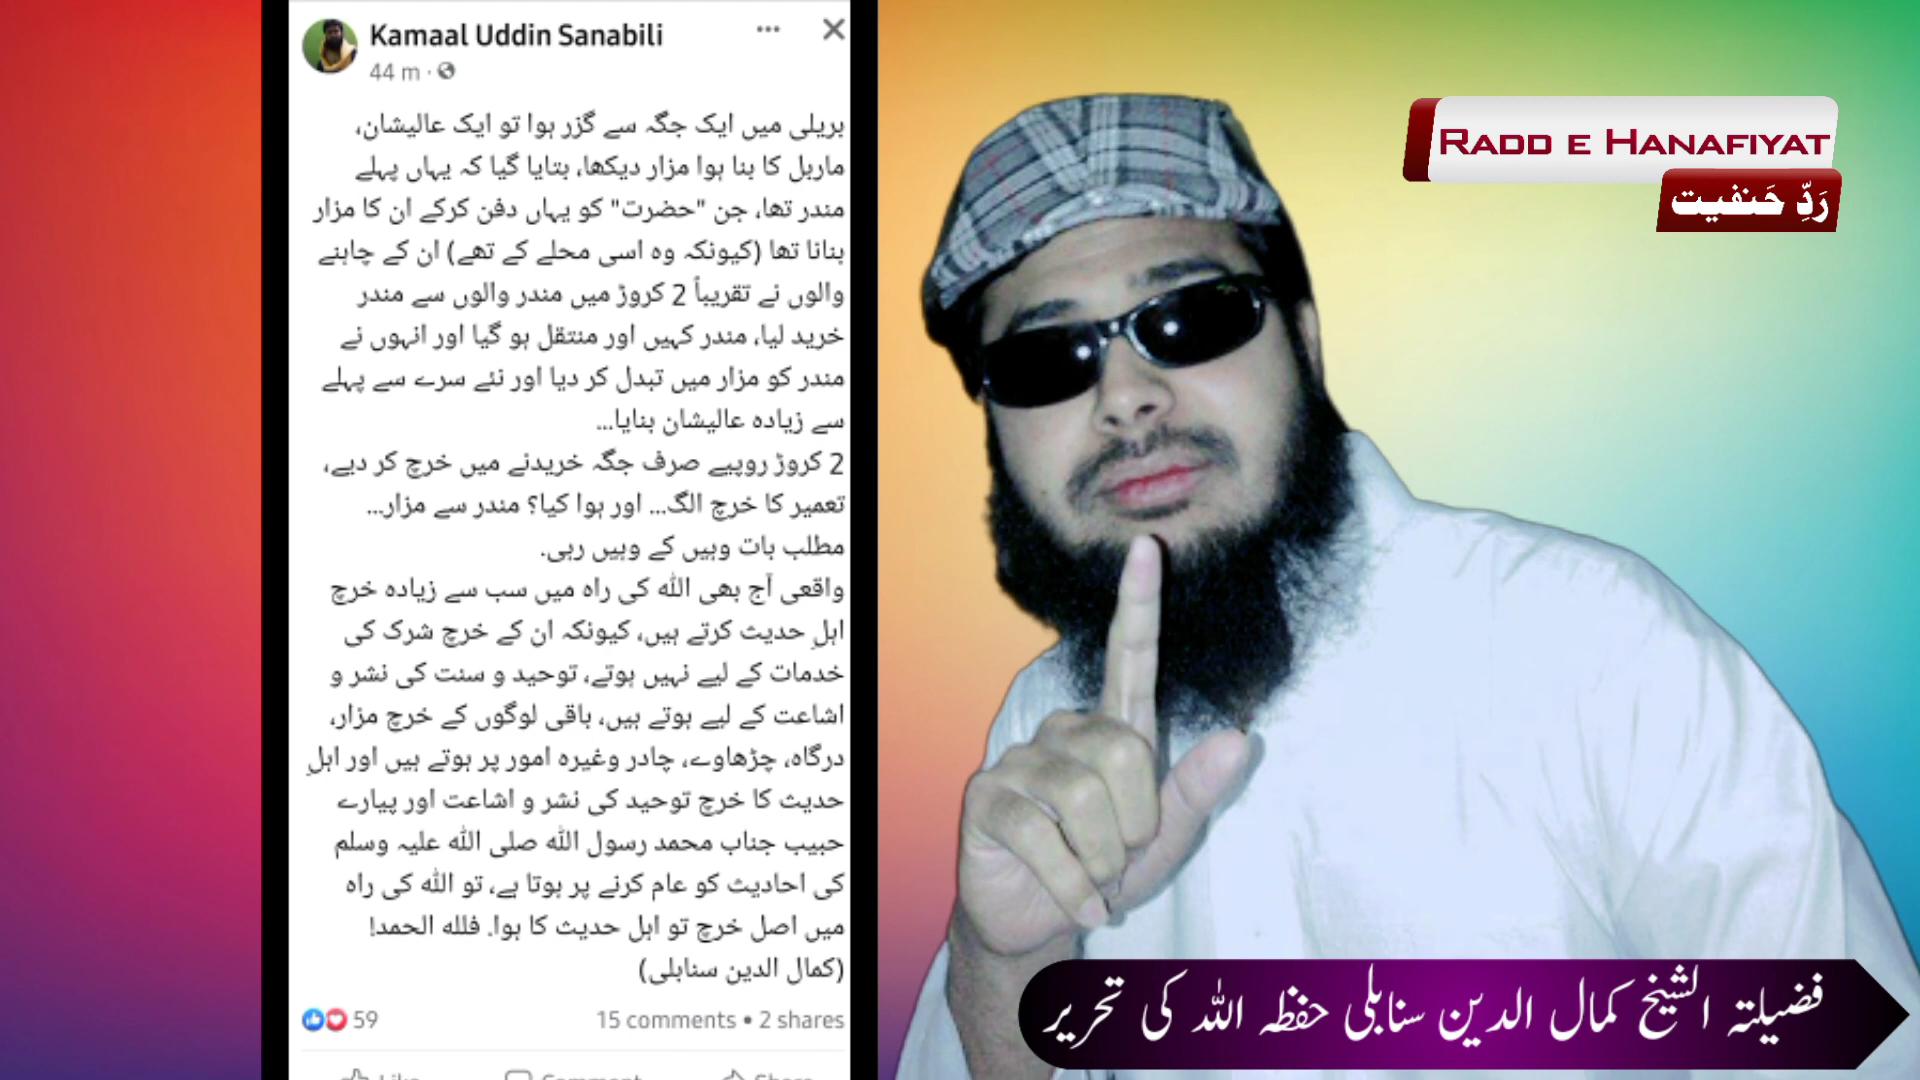 Kamaal Uddin Sanabili
44 m
بریلی میں ایک جگہ سے گزر ہوا تو ایک عالیشان،
ماربل کا بنا ہوا مزار دیکھا، بتایا گیا کہ یہاں پہلے
مندر تھا، جن "حضرت" کو یہاں دفن کرکے ان کا مزار
بنانا تھا (کیونکہ وہ اسی محلے کے تھے) ان کے چاہنے
والوں نے تقریباً 2 کروڑ میں مندر والوں سے مندر
خرید لیا، مندر کہیں اور منتقل ہو گیا اور انہوں نے
مندر کو مزار میں تبدل کر دیا اور نئے سرے سے پہلے
سے زیادہ عالیشان بنایا...
2 کروڑ روپیے صرف جگہ خریدنے میں خرچ کر دیے،
تعمیر کا خرچ الگ... اور ہوا کیا؟ مندر سے مزار...
مطلب بات وہیں کے وہیں رہی.
واقعی آج بھی اللہ کی راہ میں سب سے زیادہ خرچ
اہلِ حدیث کرتے ہیں، کیونکہ ان کے خرچ شرک کی
خدمات کے لیے نہیں ہوتے، توحید و سنت کی نشر و
اشاعت کے لیے ہوتے ہیں، باقی لوگوں کے خرچ مزار،
درگاہ، چڑھاوے، چادر وغیرہ امور پر ہوتے ہیں اور اہلِ
حدیث کا خرچ توحید کی نشر و اشاعت اور پیارے
حبیب جناب محمد رسول اللہ صلی اللہ علیہ وسلم
کی احادیث کو عام کرنے پر ہوتا ہے، تو اللہ کی راہ
میں اصل خرچ تو اہل حدیث کا ہوا. فلله الحمد!
(کمال الدین سنابلی)
59
15 comments • 2 shares
Like Comment Share
RADD E HANAFIYAT
رَدِّ حَنفیت
فضیلتہ الشیخ کمال الدین سنابلی حفظہ اللہ کی تحریر